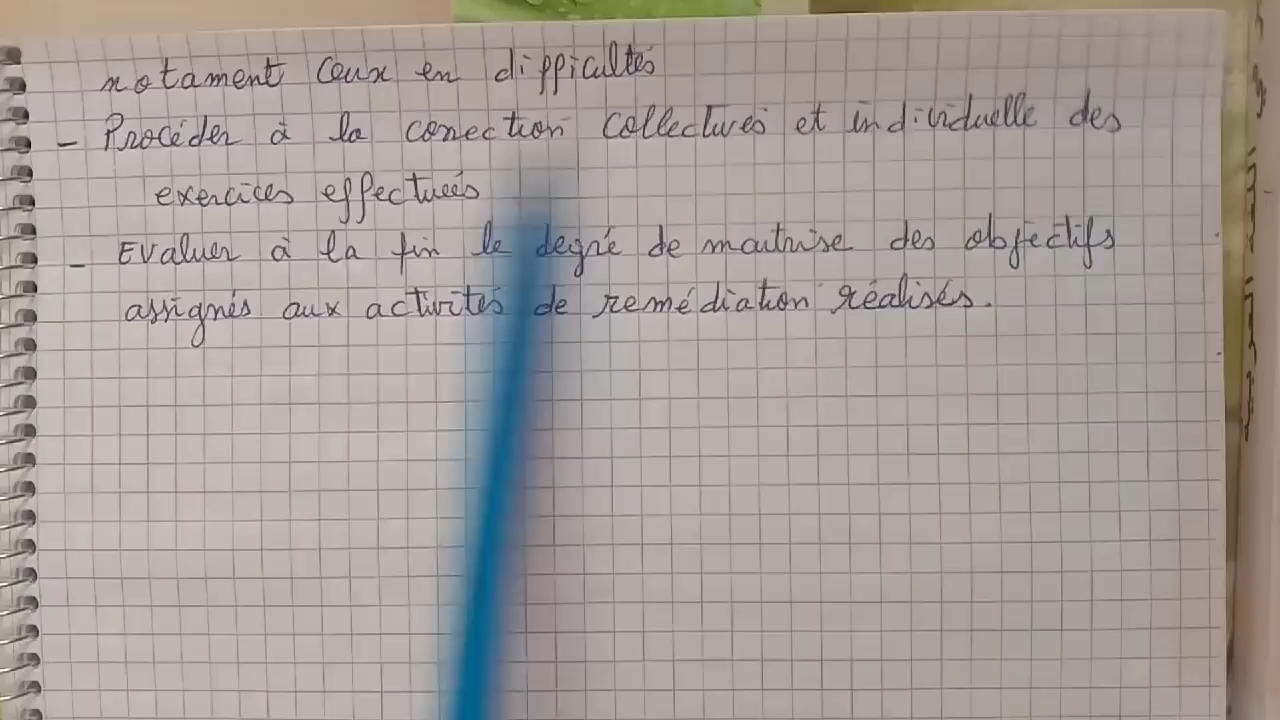 notament ceux en difficultés
- Procéder à la correction collectives et individuelle des
exercices effectuées
- Evaluer à la fin le degré de maitrise des objectifs
assignés aux activités de remédiation réalisés.